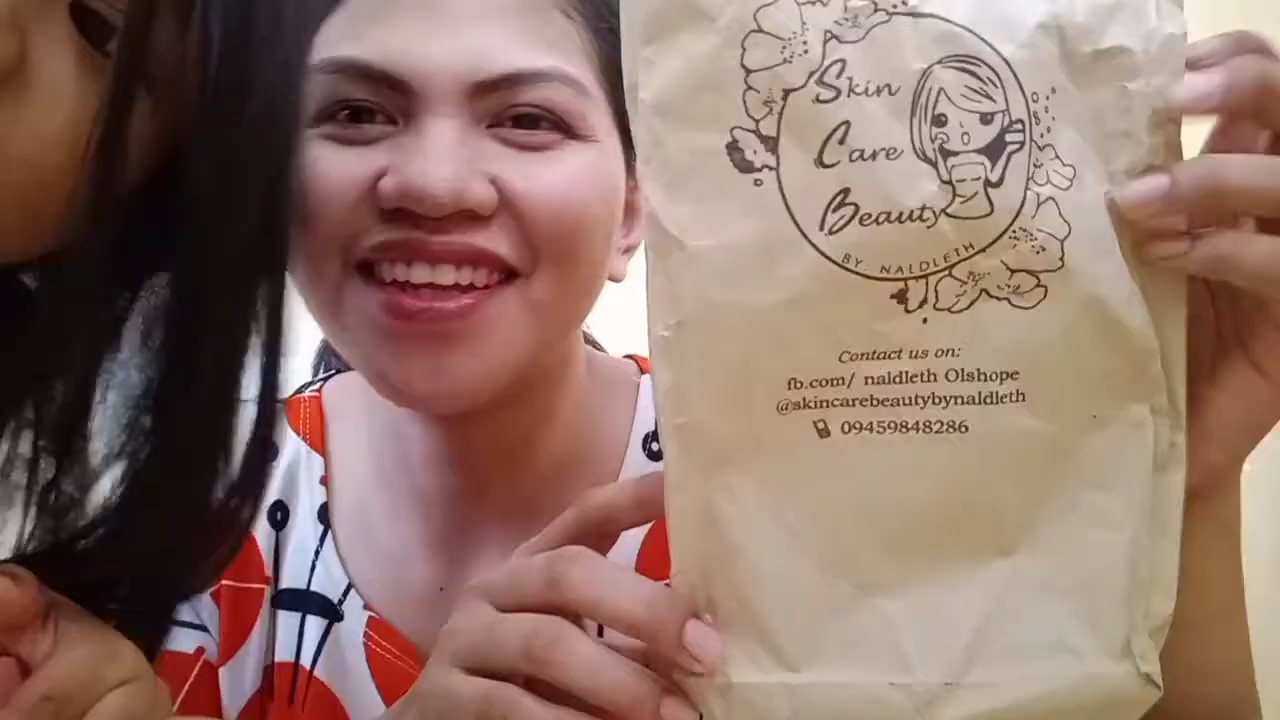 Skin
Care
Beauty
BY: NALDLETH
Contact us on:
fb.com/ naldleth Olshope
@skincarebeautybynaldleth
09459848286